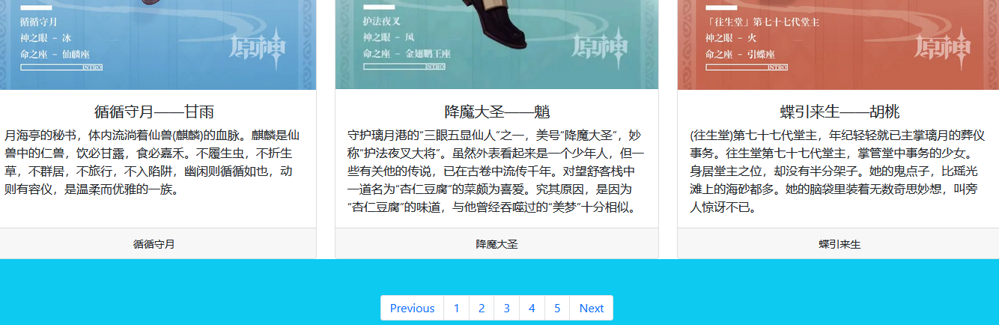 循循守月
神之眼 - 冰
命之座 - 仙麟座
INTRO
原神
护法夜叉
神之眼 - 风
命之座 - 金翅鹏王座
INTRO
原神
「往生堂」第七十七代堂主
神之眼 - 火
命之座 - 引蝶座
INTRO
原神
循循守月——甘雨
月海亭的秘书，体内流淌着仙兽(麒麟)的血脉。麒麟是仙
兽中的仁兽，饮必甘露，食必嘉禾。不履生虫，不折生
草，不群居，不旅行，不入陷阱，幽闲则循循如也，动
则有容仪，是温柔而优雅的一族。
循循守月
降魔大圣——魈
守护璃月港的“三眼五显仙人”之一，美号“降魔大圣”，妙
称“护法夜叉大将”。虽然外表看起来是一个少年人，但一
些有关他的传说，已在古卷中流传千年。对望舒客栈中
一道名为“杏仁豆腐”的菜颇为喜爱。究其原因，是因为
“杏仁豆腐”的味道，与他曾经吞噬过的“美梦”十分相似。
降魔大圣
蝶引来生——胡桃
(往生堂)第七十七代堂主，年纪轻轻就已主掌璃月的葬仪
事务。往生堂第七十七代堂主，掌管堂中事务的少女。
身居堂主之位，却没有半分架子。她的鬼点子，比瑶光
滩上的海砂都多。她的脑袋里装着无数奇思妙想，叫旁
人惊讶不已。
蝶引来生
Previous 1 2 3 4 5 Next